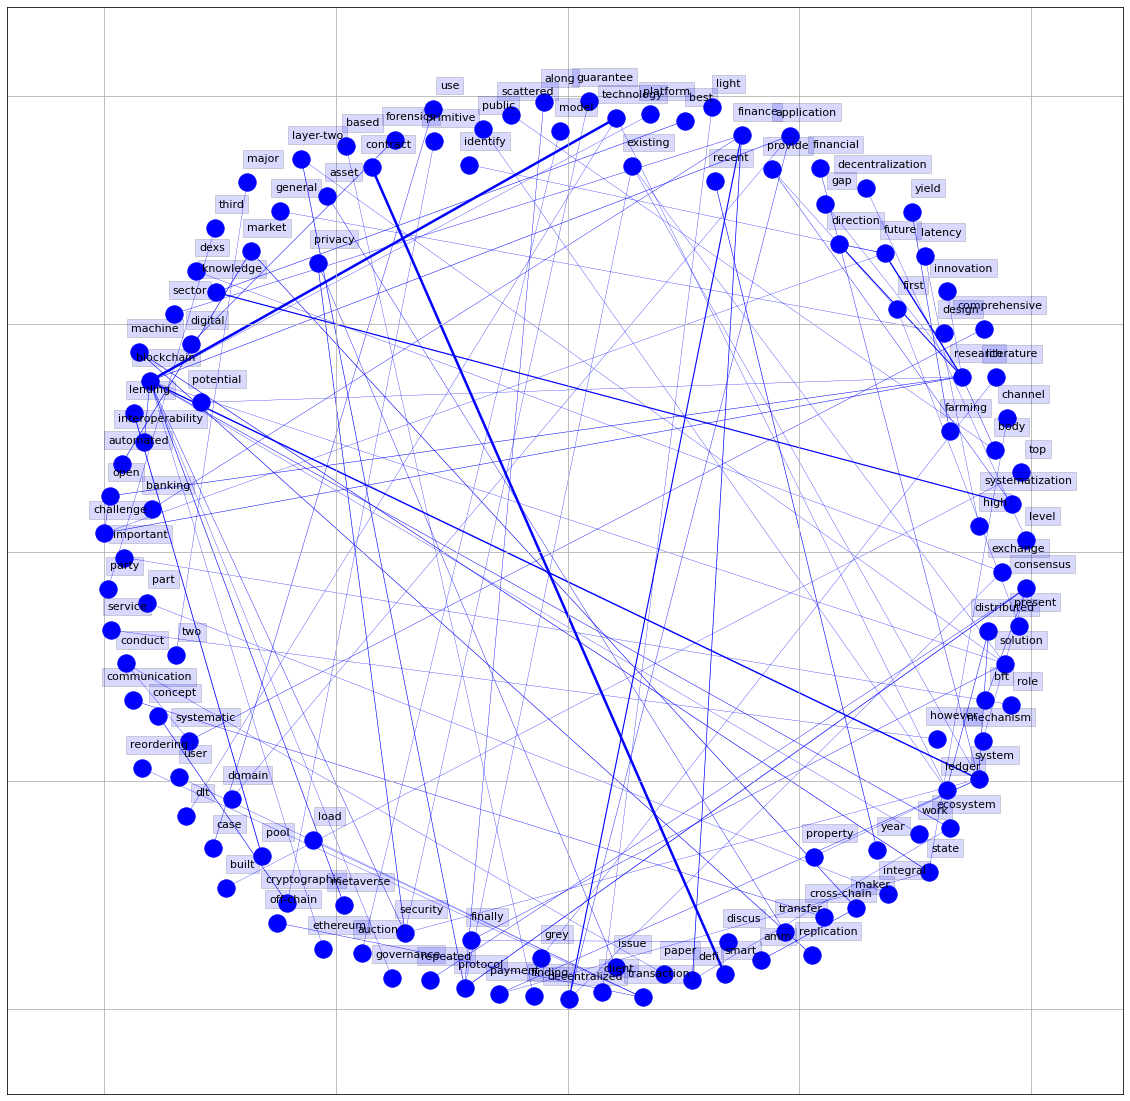 along
guarantee
use
light
scattered
technology
platform
best
public
model
finance
application
based
forensics
primitive
layer-two
identify
existing
contract
provide
financial
major
recent
decentralization
asset
general
gap
yield
third
market
direction
privacy
future
latency
dexs
knowledge
innovation
sector
first
comprehensive
design
digital
machine
blockchain
research
literature
potential
lending
channel
farming
interoperability
body
automated
top
open
systematization
banking
high
challenge
level
important
exchange
party
consensus
part
present
service
distributed
two
conduct
solution
communication
bft
role
concept
systematic
however
mechanism
reordering
user
system
ledger
domain
dlt
ecosystem
load
work
case
year
pool
property
state
built
integral
cryptographic
metaverse
maker
off-chain
cross-chain
security
transfer
finally
discus
ethereum
auction
replication
grey
amm
issue
governance
paper
smart
repeated
defi
protocol
client
payment
finding
decentralized
transaction